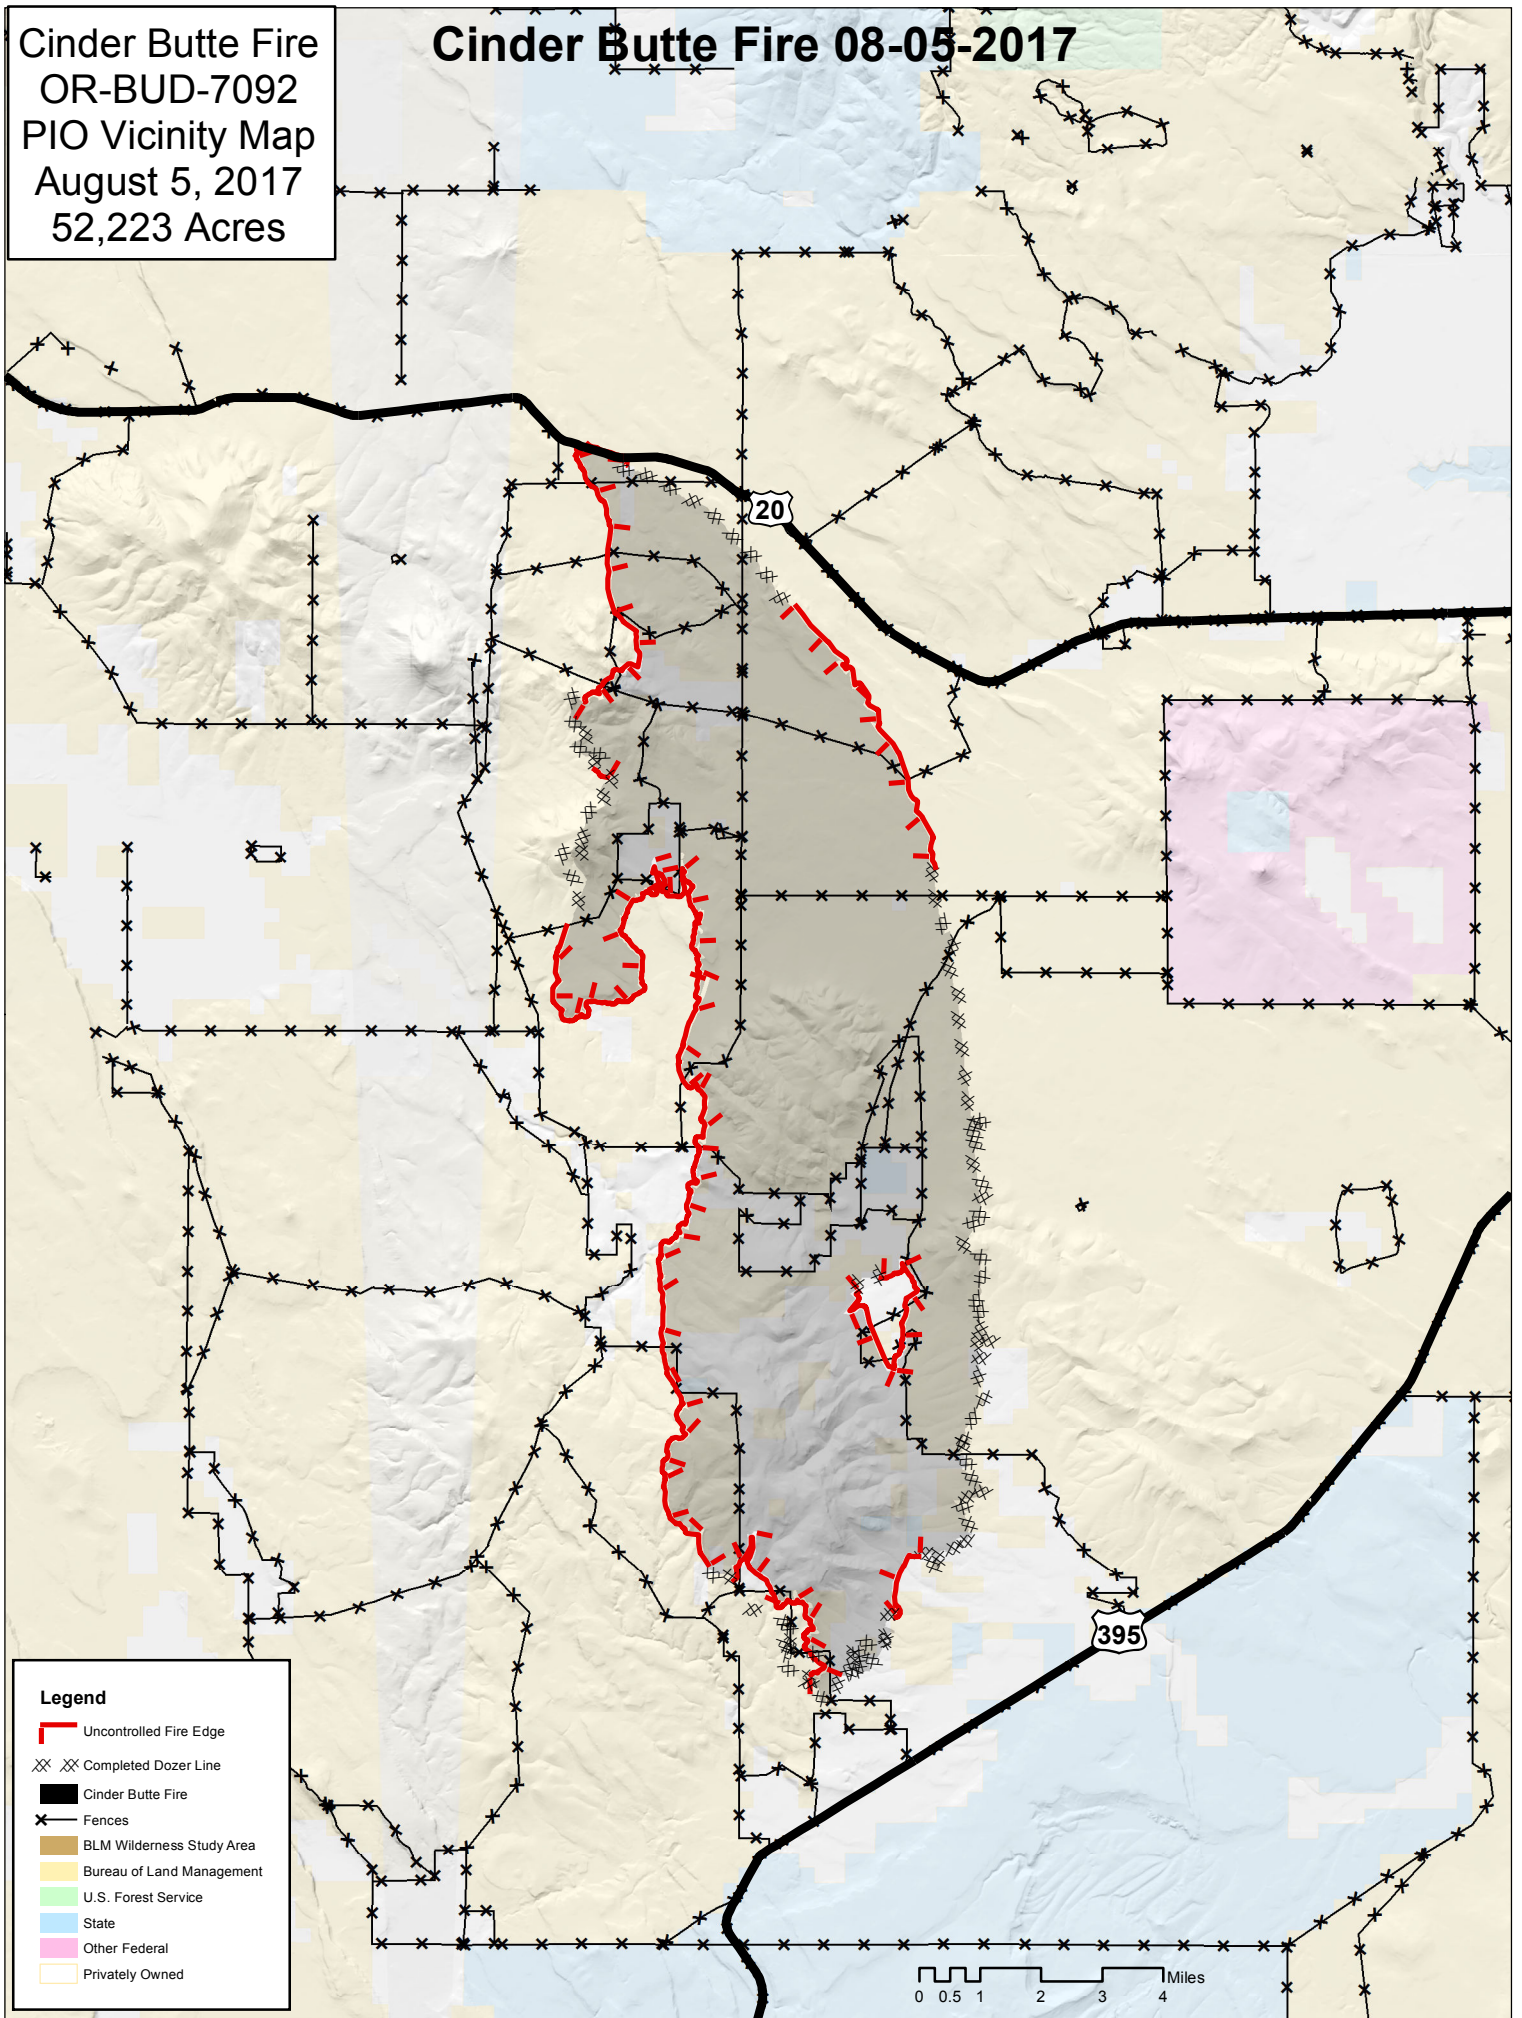 Cinder Butte Fire
OR-BUD-7092
PIO Vicinity Map
August 5, 2017
52,223 Acres
Cinder Butte Fire 08-05-2017
20
395
Legend
Uncontrolled Fire Edge
Completed Dozer Line
Cinder Butte Fire
Fences
BLM Wilderness Study Area
Bureau of Land Management
U.S. Forest Service
State
Other Federal
Privately Owned
Miles
0 0.5 1 2 3 4